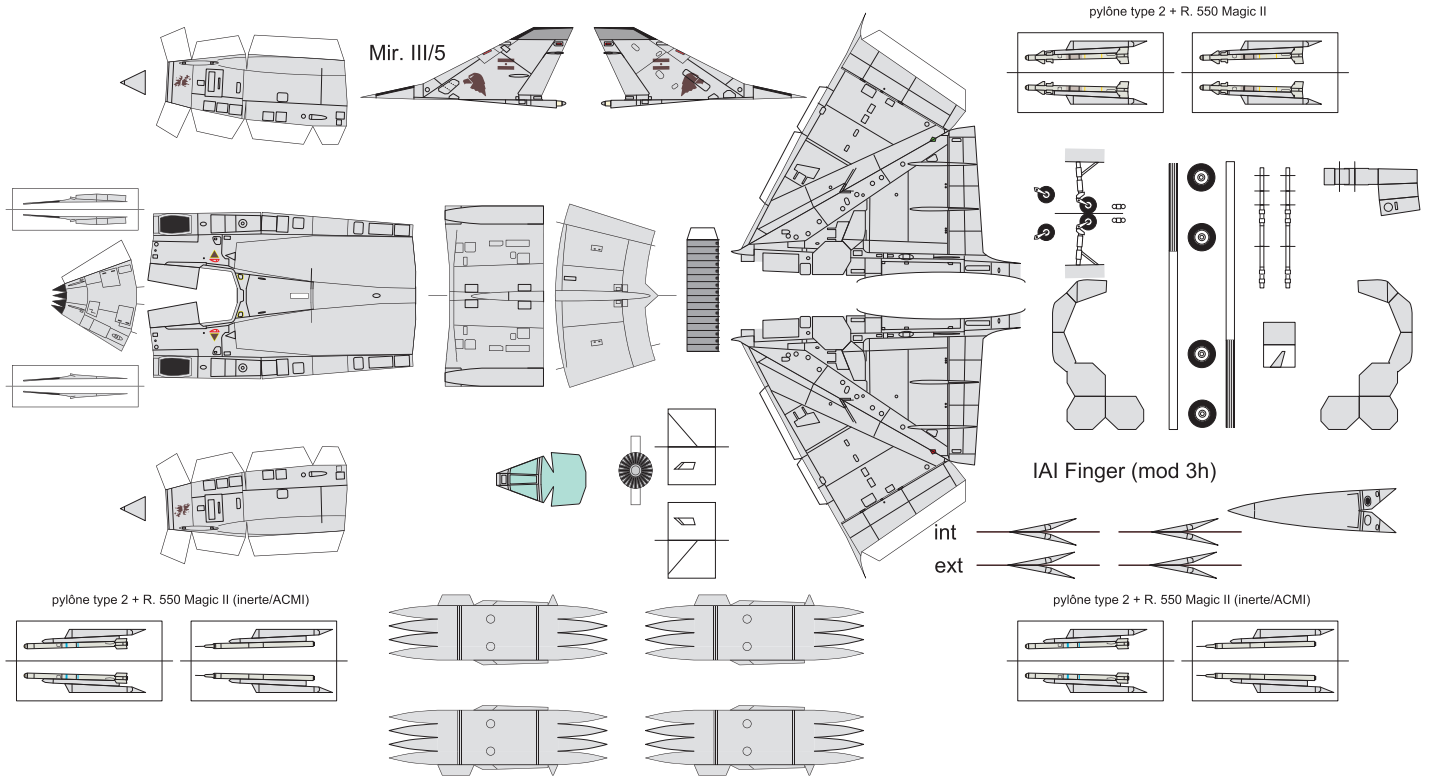 pylône type 2 + R. 550 Magic II
Mir. III/5
IAI Finger (mod 3h)
int
ext
pylône type 2 + R. 550 Magic II (inerte/ACMI)
pylône type 2 + R. 550 Magic II (inerte/ACMI)